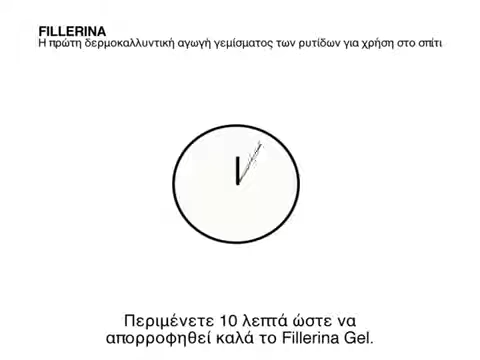 FILLERINA
Η πρώτη δερμοκαλλυντική αγωγή γεμίσματος των ρυτίδων για χρήση στο σπίτι
Περιμένετε 10 λεπτά ώστε να
απορροφηθεί καλά το Fillerina Gel.